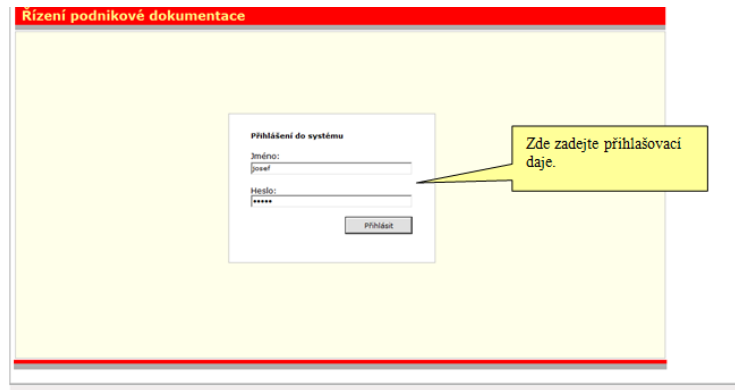 Řízení podnikové dokumentace
Přihlášení do systému
Jméno:
josef
Heslo:
•••••
Přihlásit
Zde zadejte přihlašovací
daje.